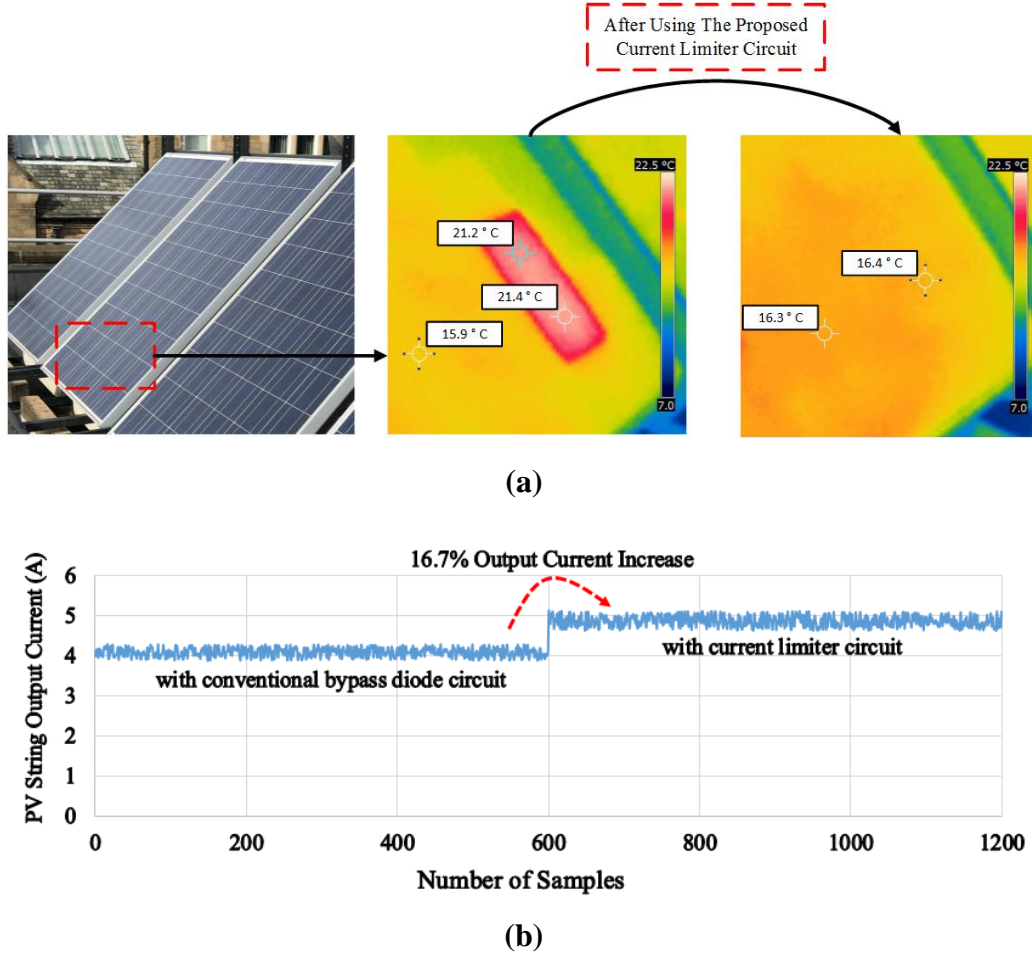 After Using The Proposed
Current Limiter Circuit
22.5 ºC
21.2 ° C
21.4 ° C
15.9 ° C
7.0
22.5 ºC
16.4 ° C
16.3 ° C
7.0
(a)
16.7% Output Current Increase
PV String Output Current (A)
6
5
4
3
2
1
0
with conventional bypass diode circuit
with current limiter circuit
0
200
400
600
800
1000
1200
Number of Samples
(b)